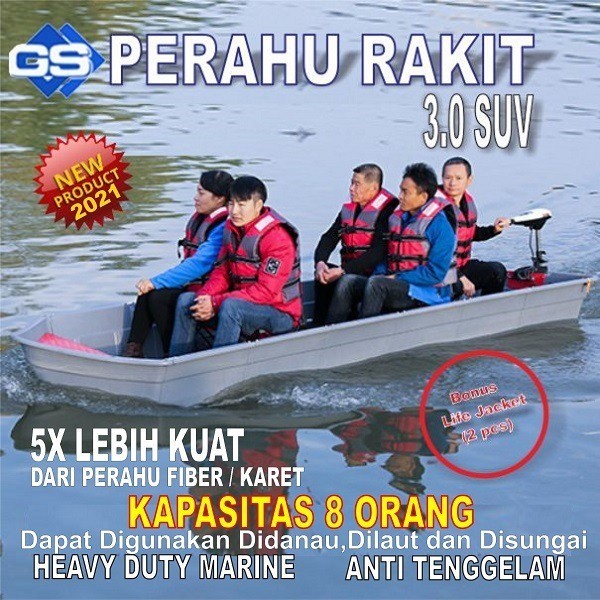 GS
PERAHU RAKIT
3.0 SUV
NEW
PRODUCT
2021
Bonus
Life Jacket
(2 pcs)
5X LEBIH KUAT
DARI PERAHU FIBER / KARET
KAPASITAS 8 ORANG
Dapat Digunakan Didanau,Dilaut dan Disungai
HEAVY DUTY MARINE ANTI TENGGELAM